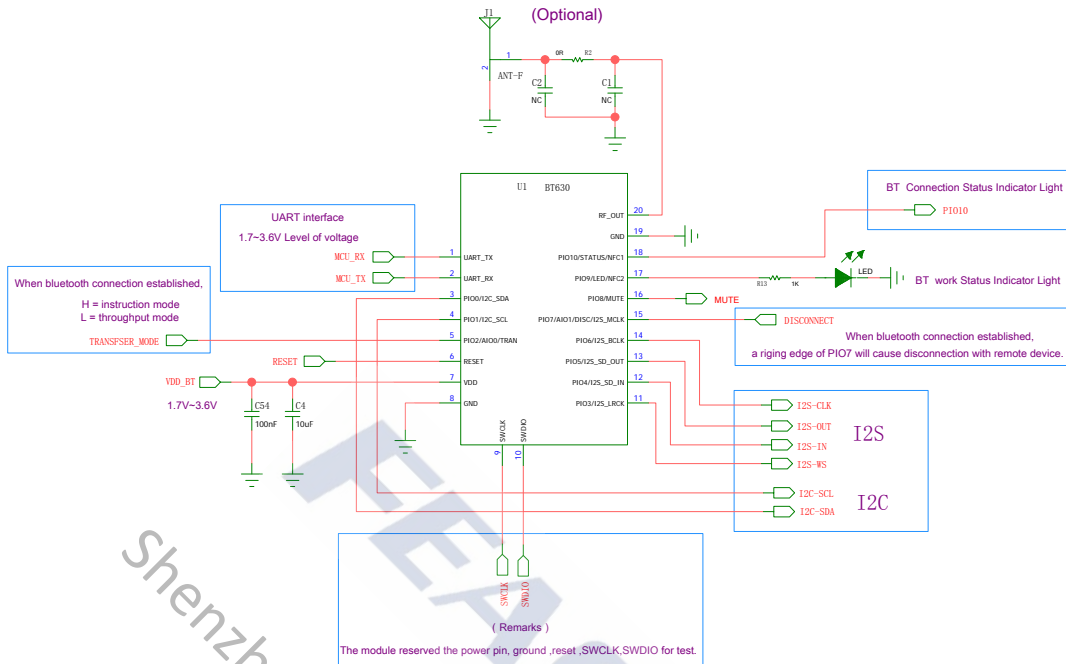 J1
(Optional)
1
2
ANT-F
0R
R2
C2
NC
C1
NC
U1 BT630
RF_OUT 20
GND 19
PIO10/STATUS/NFC1 18
PIO9/LED/NFC2 17
PIO8/MUTE 16
PIO7/AIO1/DISC/I2S_MCLK 15
PIO6/I2S_BCLK 14
PIO5/I2S_SD_OUT 13
PIO4/I2S_SD_IN 12
PIO3/I2S_LRCK 11
1 UART_TX
2 UART_RX
3 PIO0/I2C_SDA
4 PIO1/I2C_SCL
5 PIO2/AIO0/TRAN
6 RESET
7 VDD
8 GND
SWCLK
SWDIO
9
10
UART interface
1.7~3.6V Level of voltage
MCU_RX
MCU_TX
When bluetooth connection established,
H = instruction mode
L = throughput mode
TRANSFSER_MODE
RESET
VDD_BT
1.7V~3.6V
C54
100nF
C4
10uF
BT Connection Status Indicator Light
PIO10
R13
1K
LED
BT work Status Indicator Light
MUTE
DISCONNECT
When bluetooth connection established,
a riging edge of PIO7 will cause disconnection with remote device.
I2S-CLK
I2S-OUT
I2S-IN
I2S-WS
I2S
I2C-SCL
I2C-SDA
I2C
SWCLK
SWDIO
( Remarks )
The module reserved the power pin, ground ,reset ,SWCLK,SWDIO for test.